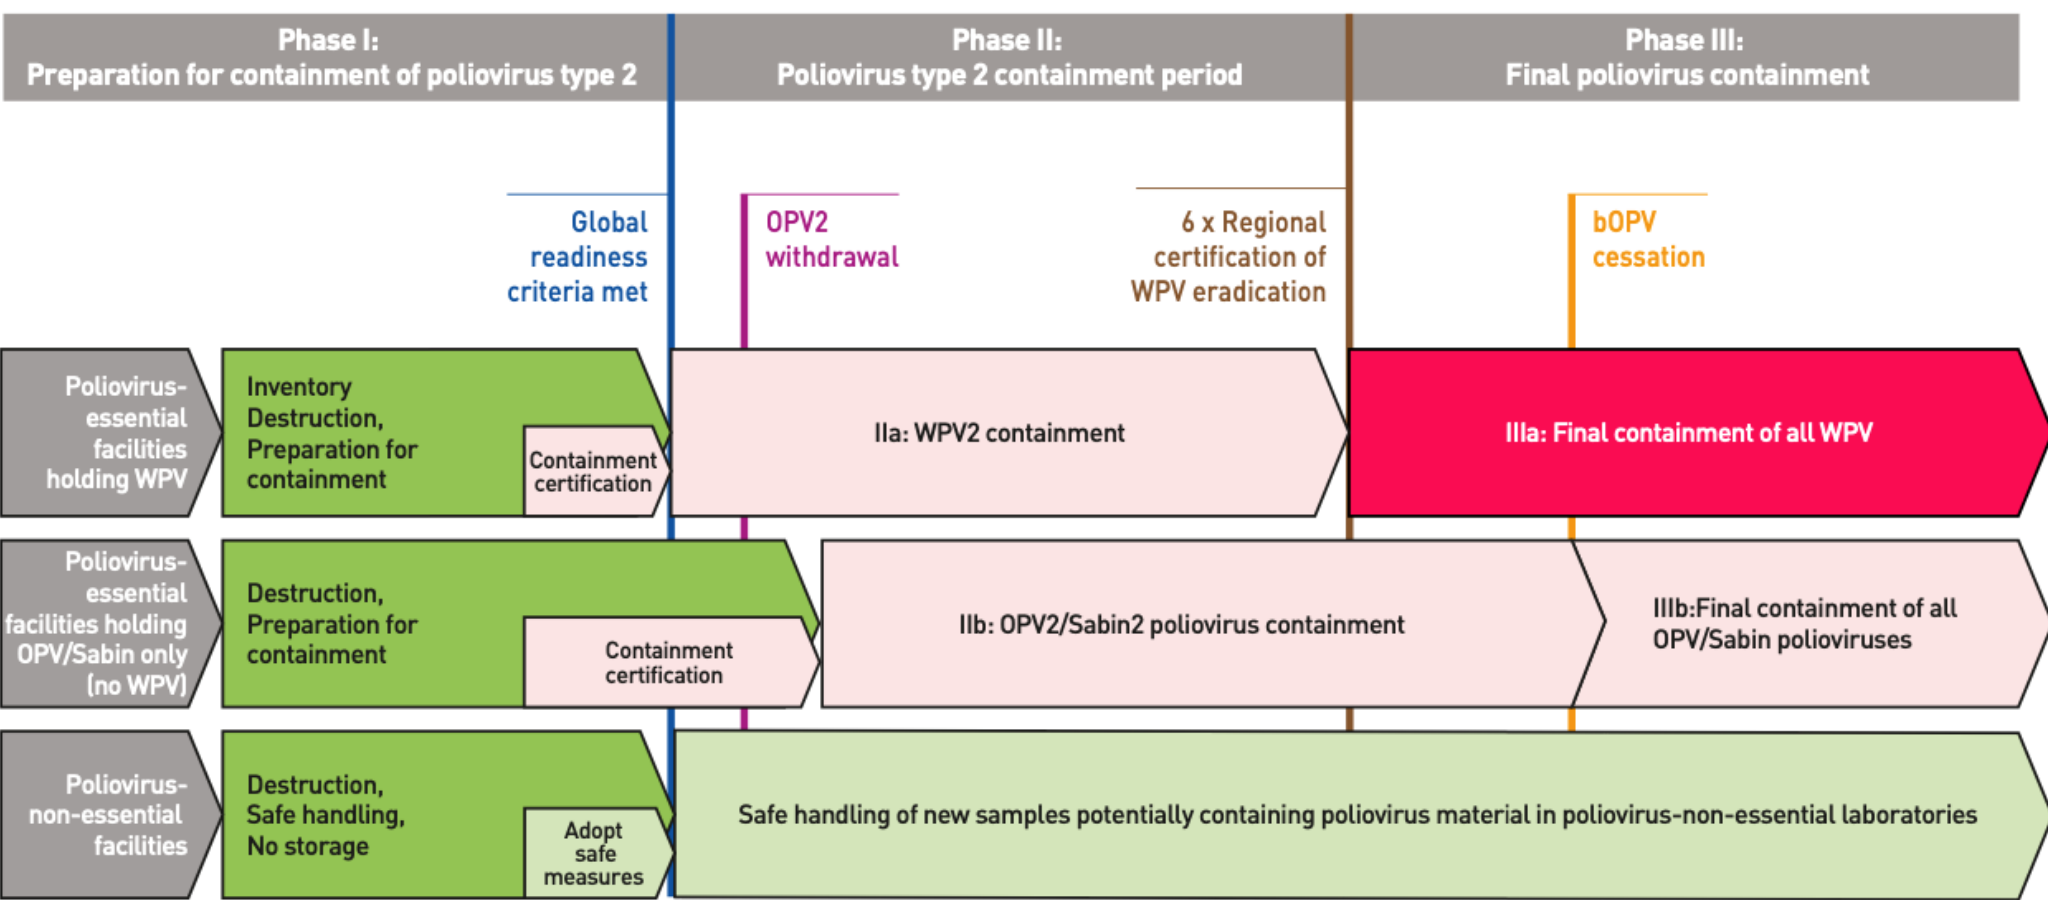 Phase I:
Preparation for containment of poliovirus type 2
Phase II:
Poliovirus type 2 containment period
Phase III:
Final poliovirus containment
Global
readiness
criteria met
OPV2
withdrawal
6 x Regional
certification of
WPV eradication
bOPV
cessation
Poliovirus-
essential
facilities
holding WPV
Inventory
Destruction,
Preparation for
containment
Containment
certification
IIa: WPV2 containment
IIIa: Final containment of all WPV
Poliovirus-
essential
facilities holding
OPV/Sabin only
(no WPV)
Destruction,
Preparation for
containment
Containment
certification
IIb: OPV2/Sabin2 poliovirus containment
IIIb:Final containment of all
OPV/Sabin polioviruses
Poliovirus-
non-essential
facilities
Destruction,
Safe handling,
No storage
Adopt
safe
measures
Safe handling of new samples potentially containing poliovirus material in poliovirus-non-essential laboratories